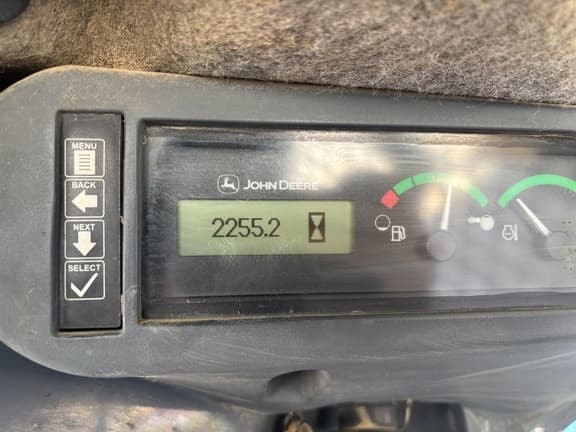 MENU
BACK
NEXT
SELECT
JOHN DEERE
2255.2